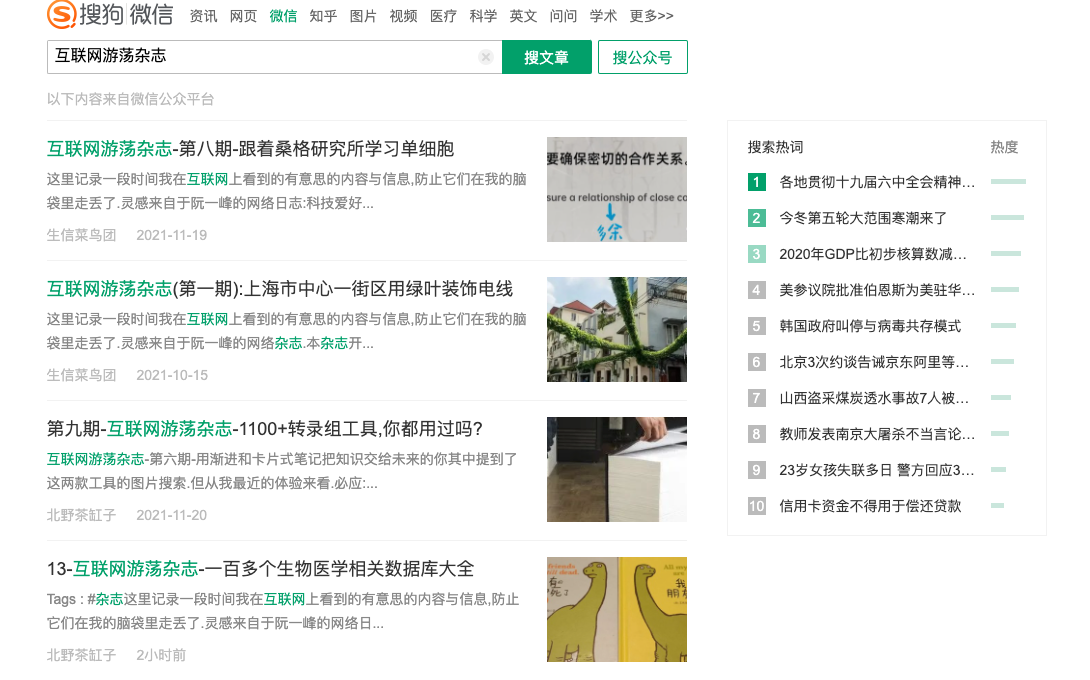 搜狗 微信 资讯 网页 微信 知乎 图片 视频 医疗 科学 英文 问问 学术 更多>>
互联网游荡杂志 搜文章 搜公众号
以下内容来自微信公众平台
互联网游荡杂志-第八期-跟着桑格研究所学习单细胞
这里记录一段时间我在互联网上看到的有意思的内容与信息,防止它们在我的脑
袋里走丢了.灵感来自于阮一峰的网络日志:科技爱好...
生信菜鸟团 2021-11-19
要确保密切的合作关系。
sure a relationship of close co
互联网游荡杂志(第一期):上海市中心一街区用绿叶装饰电线
这里记录一段时间我在互联网上看到的有意思的内容与信息,防止它们在我的脑
袋里走丢了.灵感来自于阮一峰的网络杂志.本杂志开...
生信菜鸟团 2021-10-15
第九期-互联网游荡杂志-1100+转录组工具,你都用过吗?
互联网游荡杂志-第六期-用渐进和卡片式笔记把知识交给未来的你其中提到了
这两款工具的图片搜索.但从我最近的体验来看.必应:...
北野茶缸子 2021-11-20
13-互联网游荡杂志-一百多个生物医学相关数据库大全
Tags : #杂志这里记录一段时间我在互联网上看到的有意思的内容与信息,防止
它们在我的脑袋里走丢了.灵感来自于阮一峰的网络日...
北野茶缸子 2小时前
搜索热词 热度
1 各地贯彻十九届六中全会精神...
2 今冬第五轮大范围寒潮来了
3 2020年GDP比初步核算数减...
4 美参议院批准伯恩斯为美驻华...
5 韩国政府叫停与病毒共存模式
6 北京3次约谈告诫京东阿里等...
7 山西盗采煤炭透水事故7人被...
8 教师发表南京大屠杀不当言论...
9 23岁女孩失联多日 警方回应3...
10 信用卡资金不得用于偿还贷款